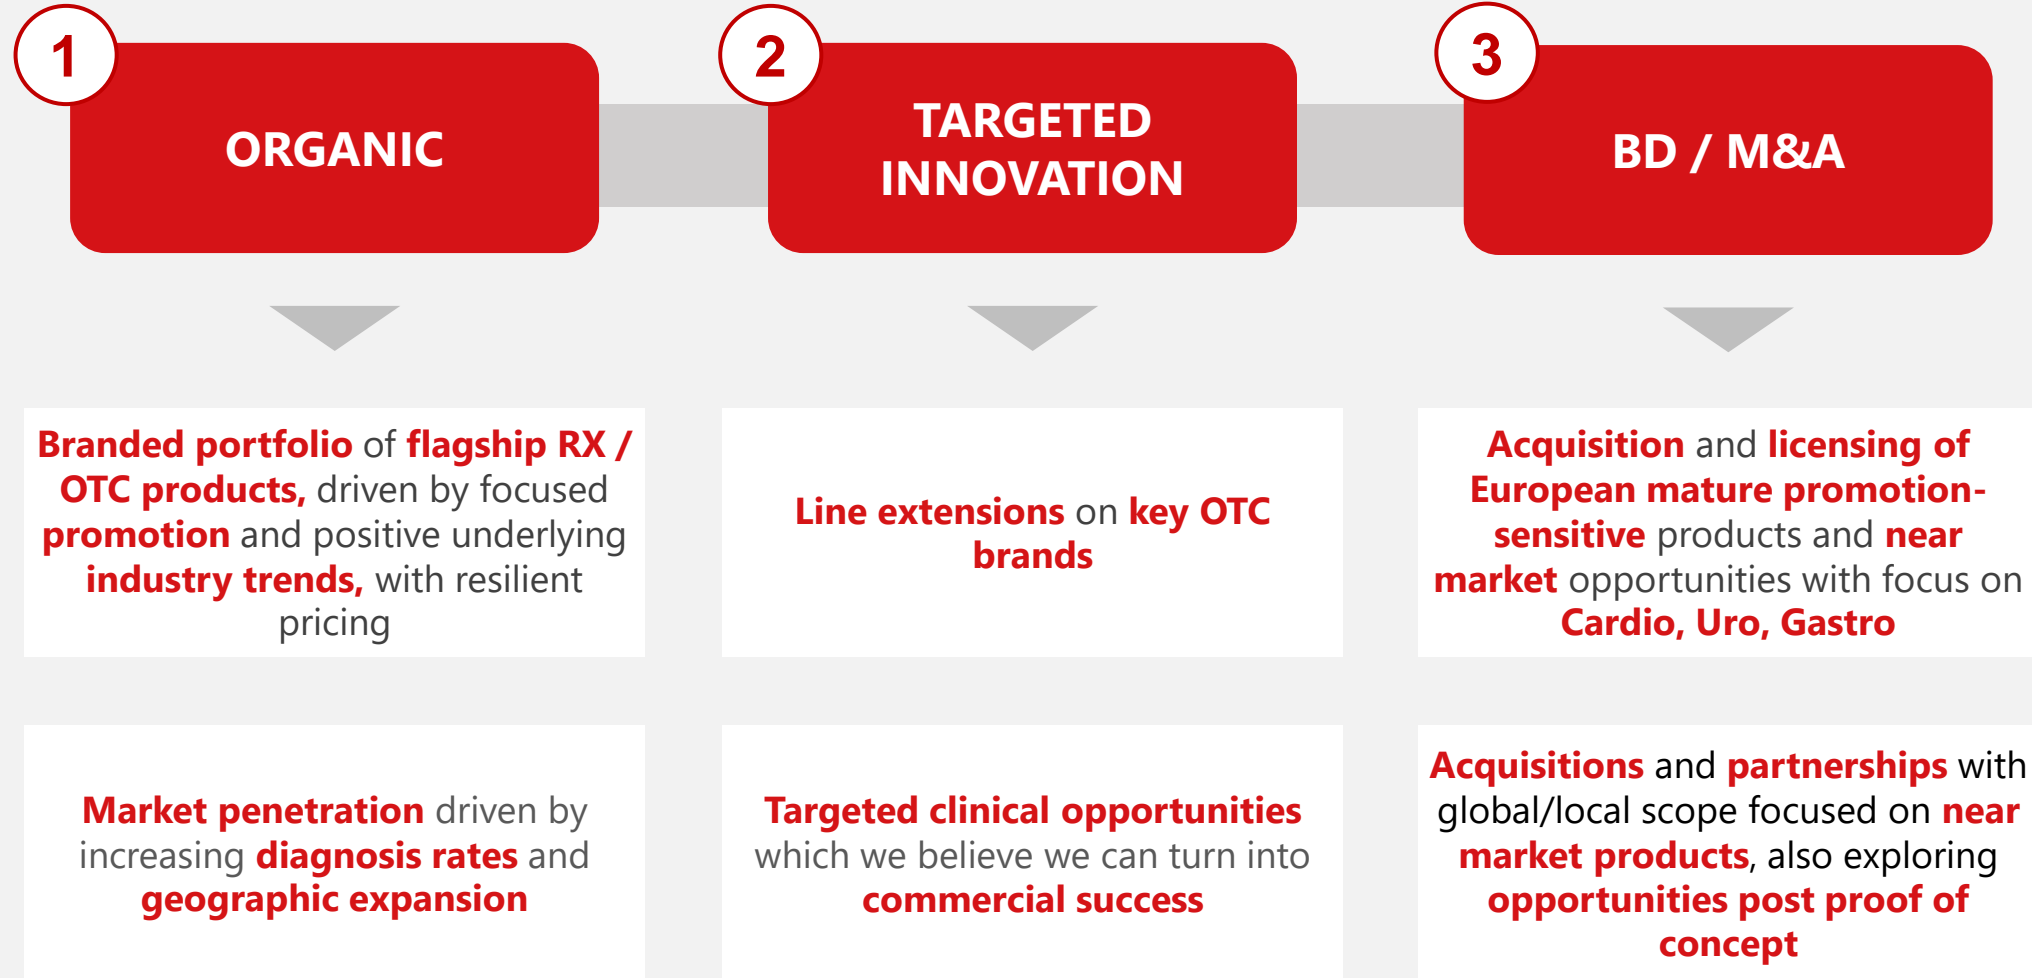 1
ORGANIC
2
TARGETED
INNOVATION
3
BD / M&A
Branded portfolio of flagship RX /
OTC products, driven by focused
promotion and positive underlying
industry trends, with resilient
pricing
Line extensions on key OTC
brands
Acquisition and licensing of
European mature promotion-
sensitive products and near
market opportunities with focus on
Cardio, Uro, Gastro
Market penetration driven by
increasing diagnosis rates and
geographic expansion
Targeted clinical opportunities
which we believe we can turn into
commercial success
Acquisitions and partnerships with
global/local scope focused on near
market products, also exploring
opportunities post proof of
concept